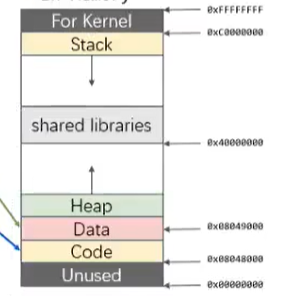 0xFFFFFFFF
For Kernel
0xC0000000
Stack
shared libraries
0x40000000
Heap
Data
0x08049000
Code
0x08048000
Unused
0x00000000